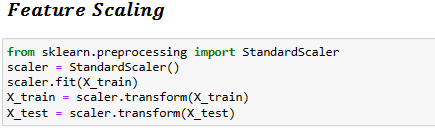 Feature Scaling
from sklearn.preprocessing import StandardScaler
scaler = StandardScaler()
scaler.fit(X_train)
X_train = scaler.transform(X_train)
X_test = scaler.transform(X_test)